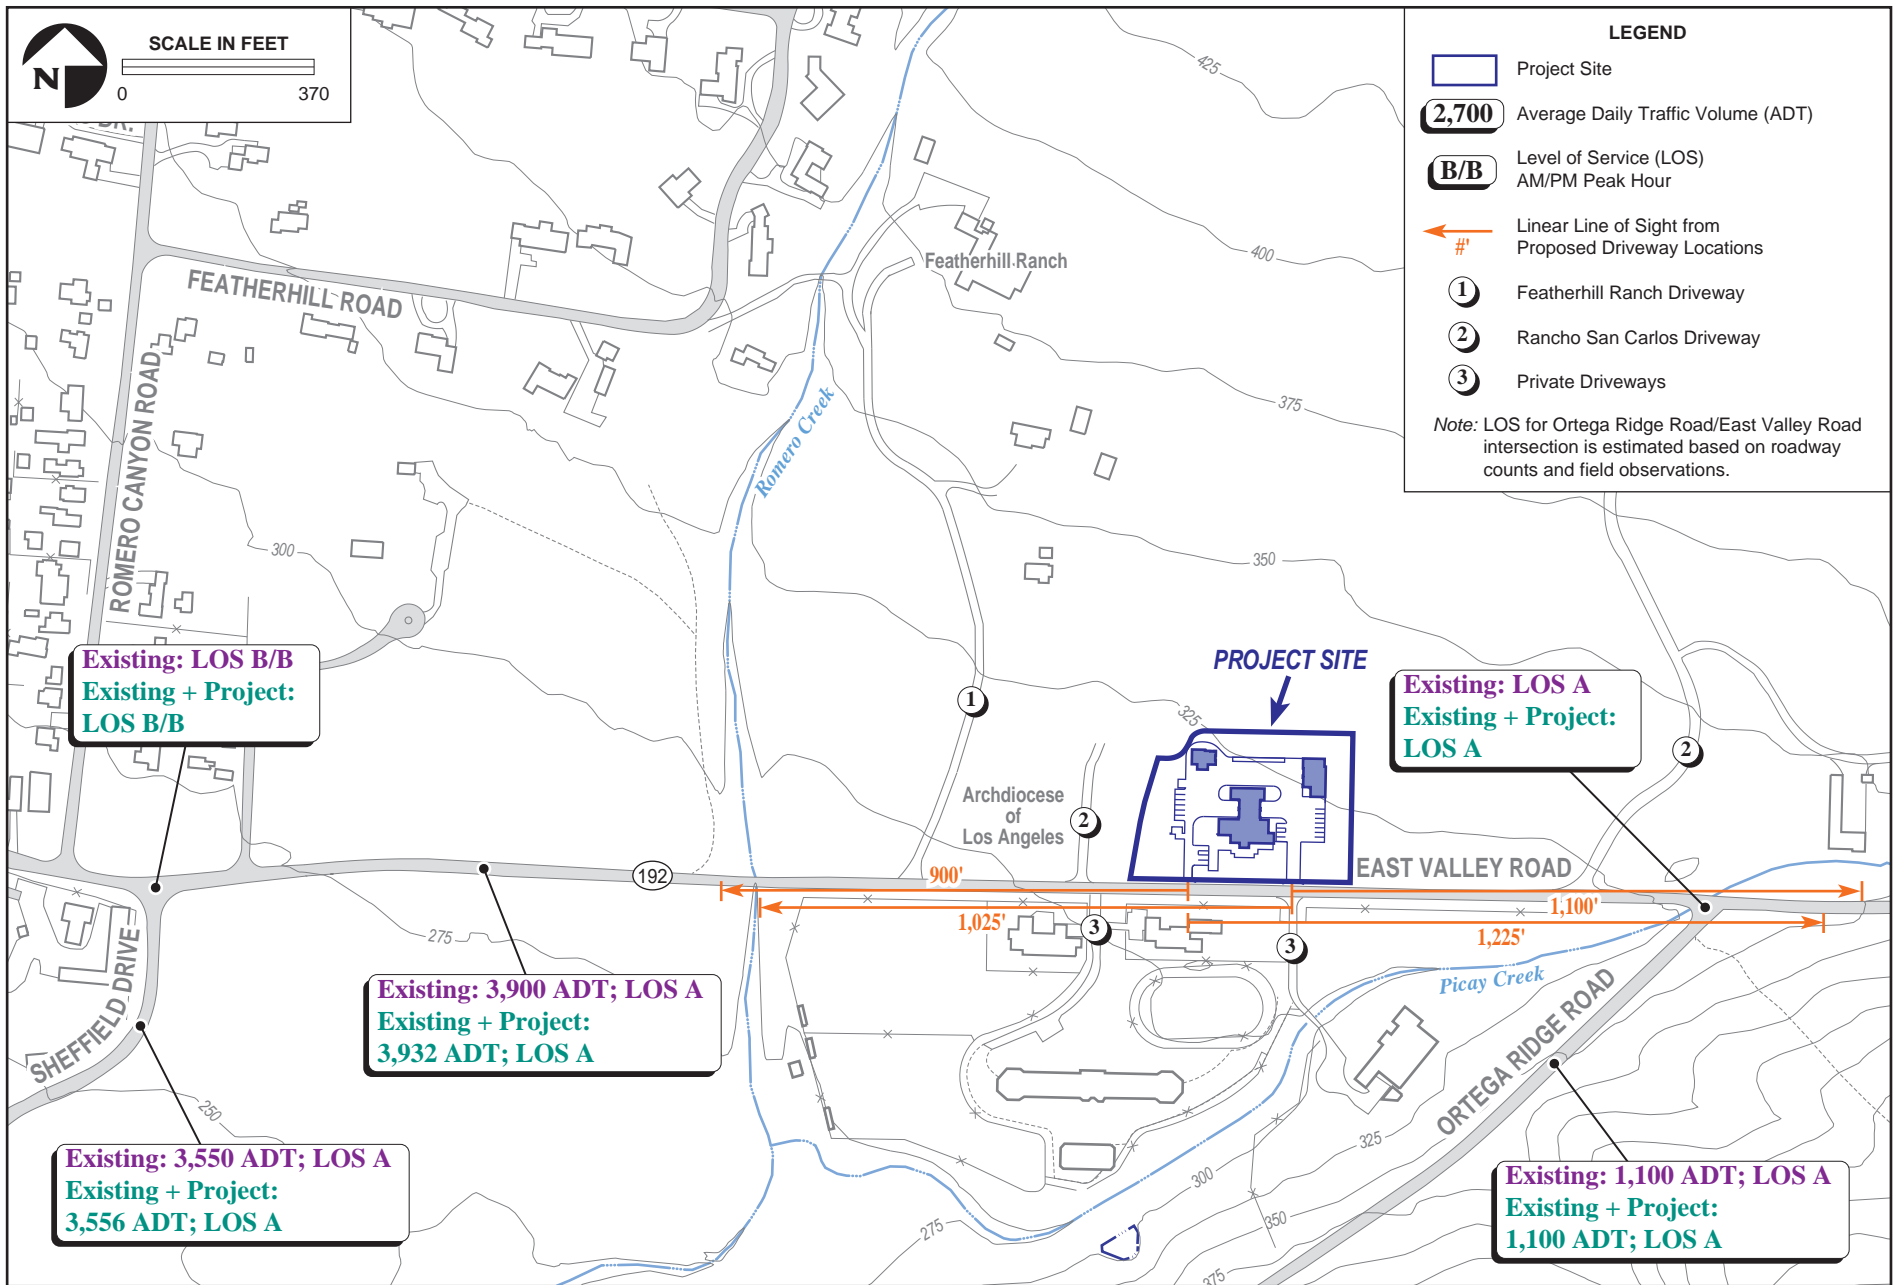 SCALE IN FEET
N
0 370
DR.
LEGEND
Project Site
2,700 Average Daily Traffic Volume (ADT)
B/B Level of Service (LOS)
AM/PM Peak Hour
#' Linear Line of Sight from
Proposed Driveway Locations
1 Featherhill Ranch Driveway
2 Rancho San Carlos Driveway
3 Private Driveways
Note: LOS for Ortega Ridge Road/East Valley Road
intersection is estimated based on roadway
counts and field observations.
425
400
375
350
325
300
275
250
Featherhill Ranch
FEATHERHILL ROAD
ROMERO CANYON ROAD
Romero Creek
PROJECT SITE
Existing: LOS B/B
Existing + Project:
LOS B/B
Existing: LOS A
Existing + Project:
LOS A
1
2
2
Archdiocese
of
Los Angeles
EAST VALLEY ROAD
192
900'
1,100'
1,025'
1,225'
3
3
Picay Creek
SHEFFIELD DRIVE
ORTEGA RIDGE ROAD
Existing: 3,900 ADT; LOS A
Existing + Project:
3,932 ADT; LOS A
Existing: 3,550 ADT; LOS A
Existing + Project:
3,556 ADT; LOS A
Existing: 1,100 ADT; LOS A
Existing + Project:
1,100 ADT; LOS A
325
300
350
275
375